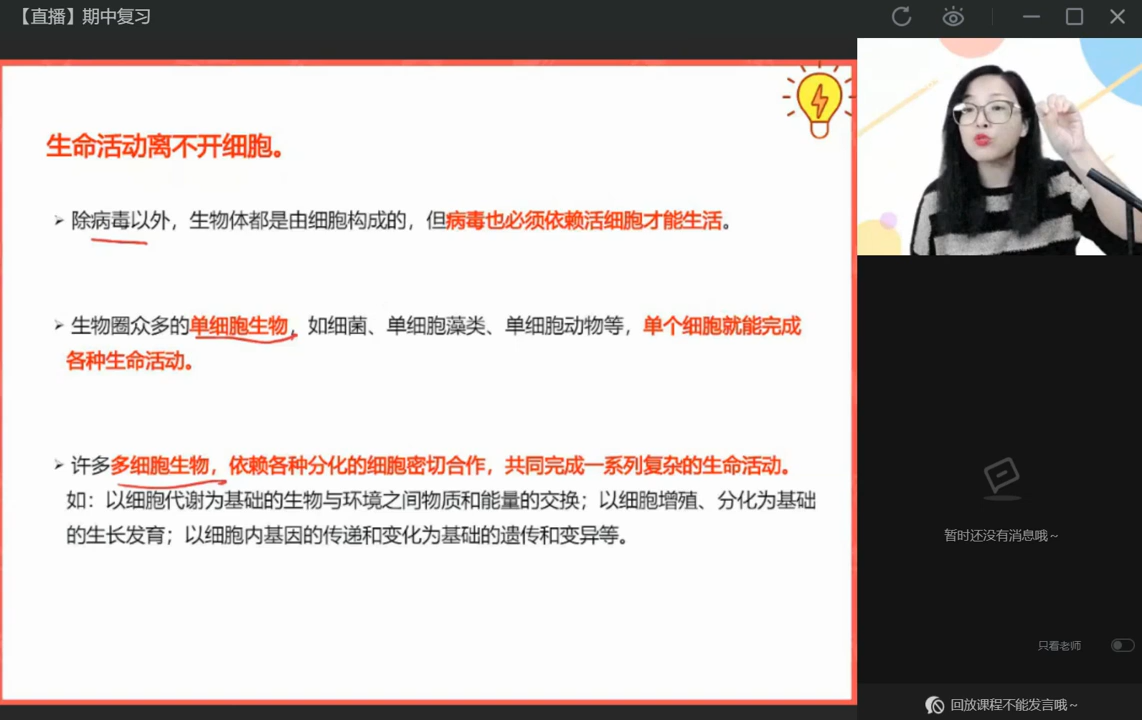 【直播】期中复习
生命活动离不开细胞。
➢ 除病毒以外，生物体都是由细胞构成的，但病毒也必须依赖活细胞才能生活。
➢ 生物圈众多的单细胞生物，如细菌、单细胞藻类、单细胞动物等，单个细胞就能完成
各种生命活动。
➢ 许多多细胞生物，依赖各种分化的细胞密切合作，共同完成一系列复杂的生命活动。
如：以细胞代谢为基础的生物与环境之间物质和能量的交换；以细胞增殖、分化为基础
的生长发育；以细胞内基因的传递和变化为基础的遗传和变异等。
暂时还没有消息哦～
只看老师
回放课程不能发言哦～